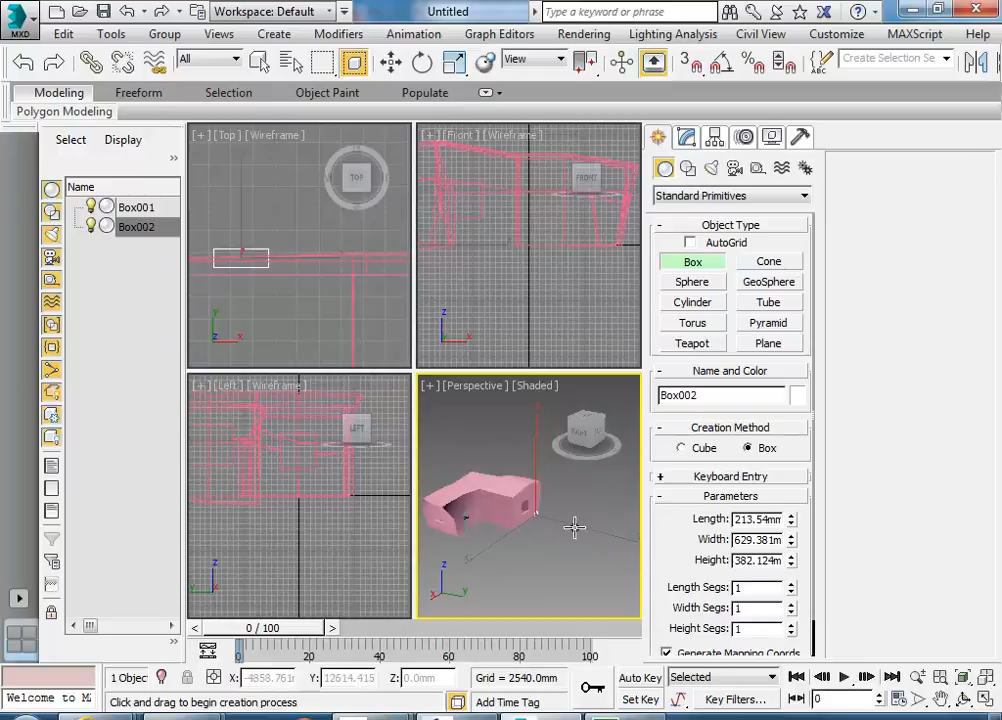 Workspace: Default Untitled Type a keyword or phrase
MXD Edit Tools Group Views Create Modifiers Animation Graph Editors Rendering Lighting Analysis Civil View Customize MAXScript Help
All View 3 Create Selection Se
Modeling Freeform Selection Object Paint Populate
Polygon Modeling
Select Display
Name
Box001
Box002
[+] [Top] [Wireframe]
TOP
y
z x
[+] [Front] [Wireframe]
FRONT
z
x
[+] [Left] [Wireframe]
LEFT
z
y
[+] [Perspective] [Shaded]
RIGHT
z
x y
Standard Primitives
- Object Type
AutoGrid
Box Cone
Sphere GeoSphere
Cylinder Tube
Torus Pyramid
Teapot Plane
- Name and Color
Box002
- Creation Method
Cube Box
+ Keyboard Entry
- Parameters
Length: 213.54mm
Width: 629.381m
Height: 382.124m
Length Segs: 1
Width Segs: 1
Height Segs: 1
Generate Mapping Coords
< 0 / 100 >
0 20 40 60 80 100
1 Objec X: -4858.761m Y: 12614.415m Z: 0.0mm Grid = 2540.0mm Auto Key Selected
Welcome to M Click and drag to begin creation process Add Time Tag Set Key Key Filters... 0